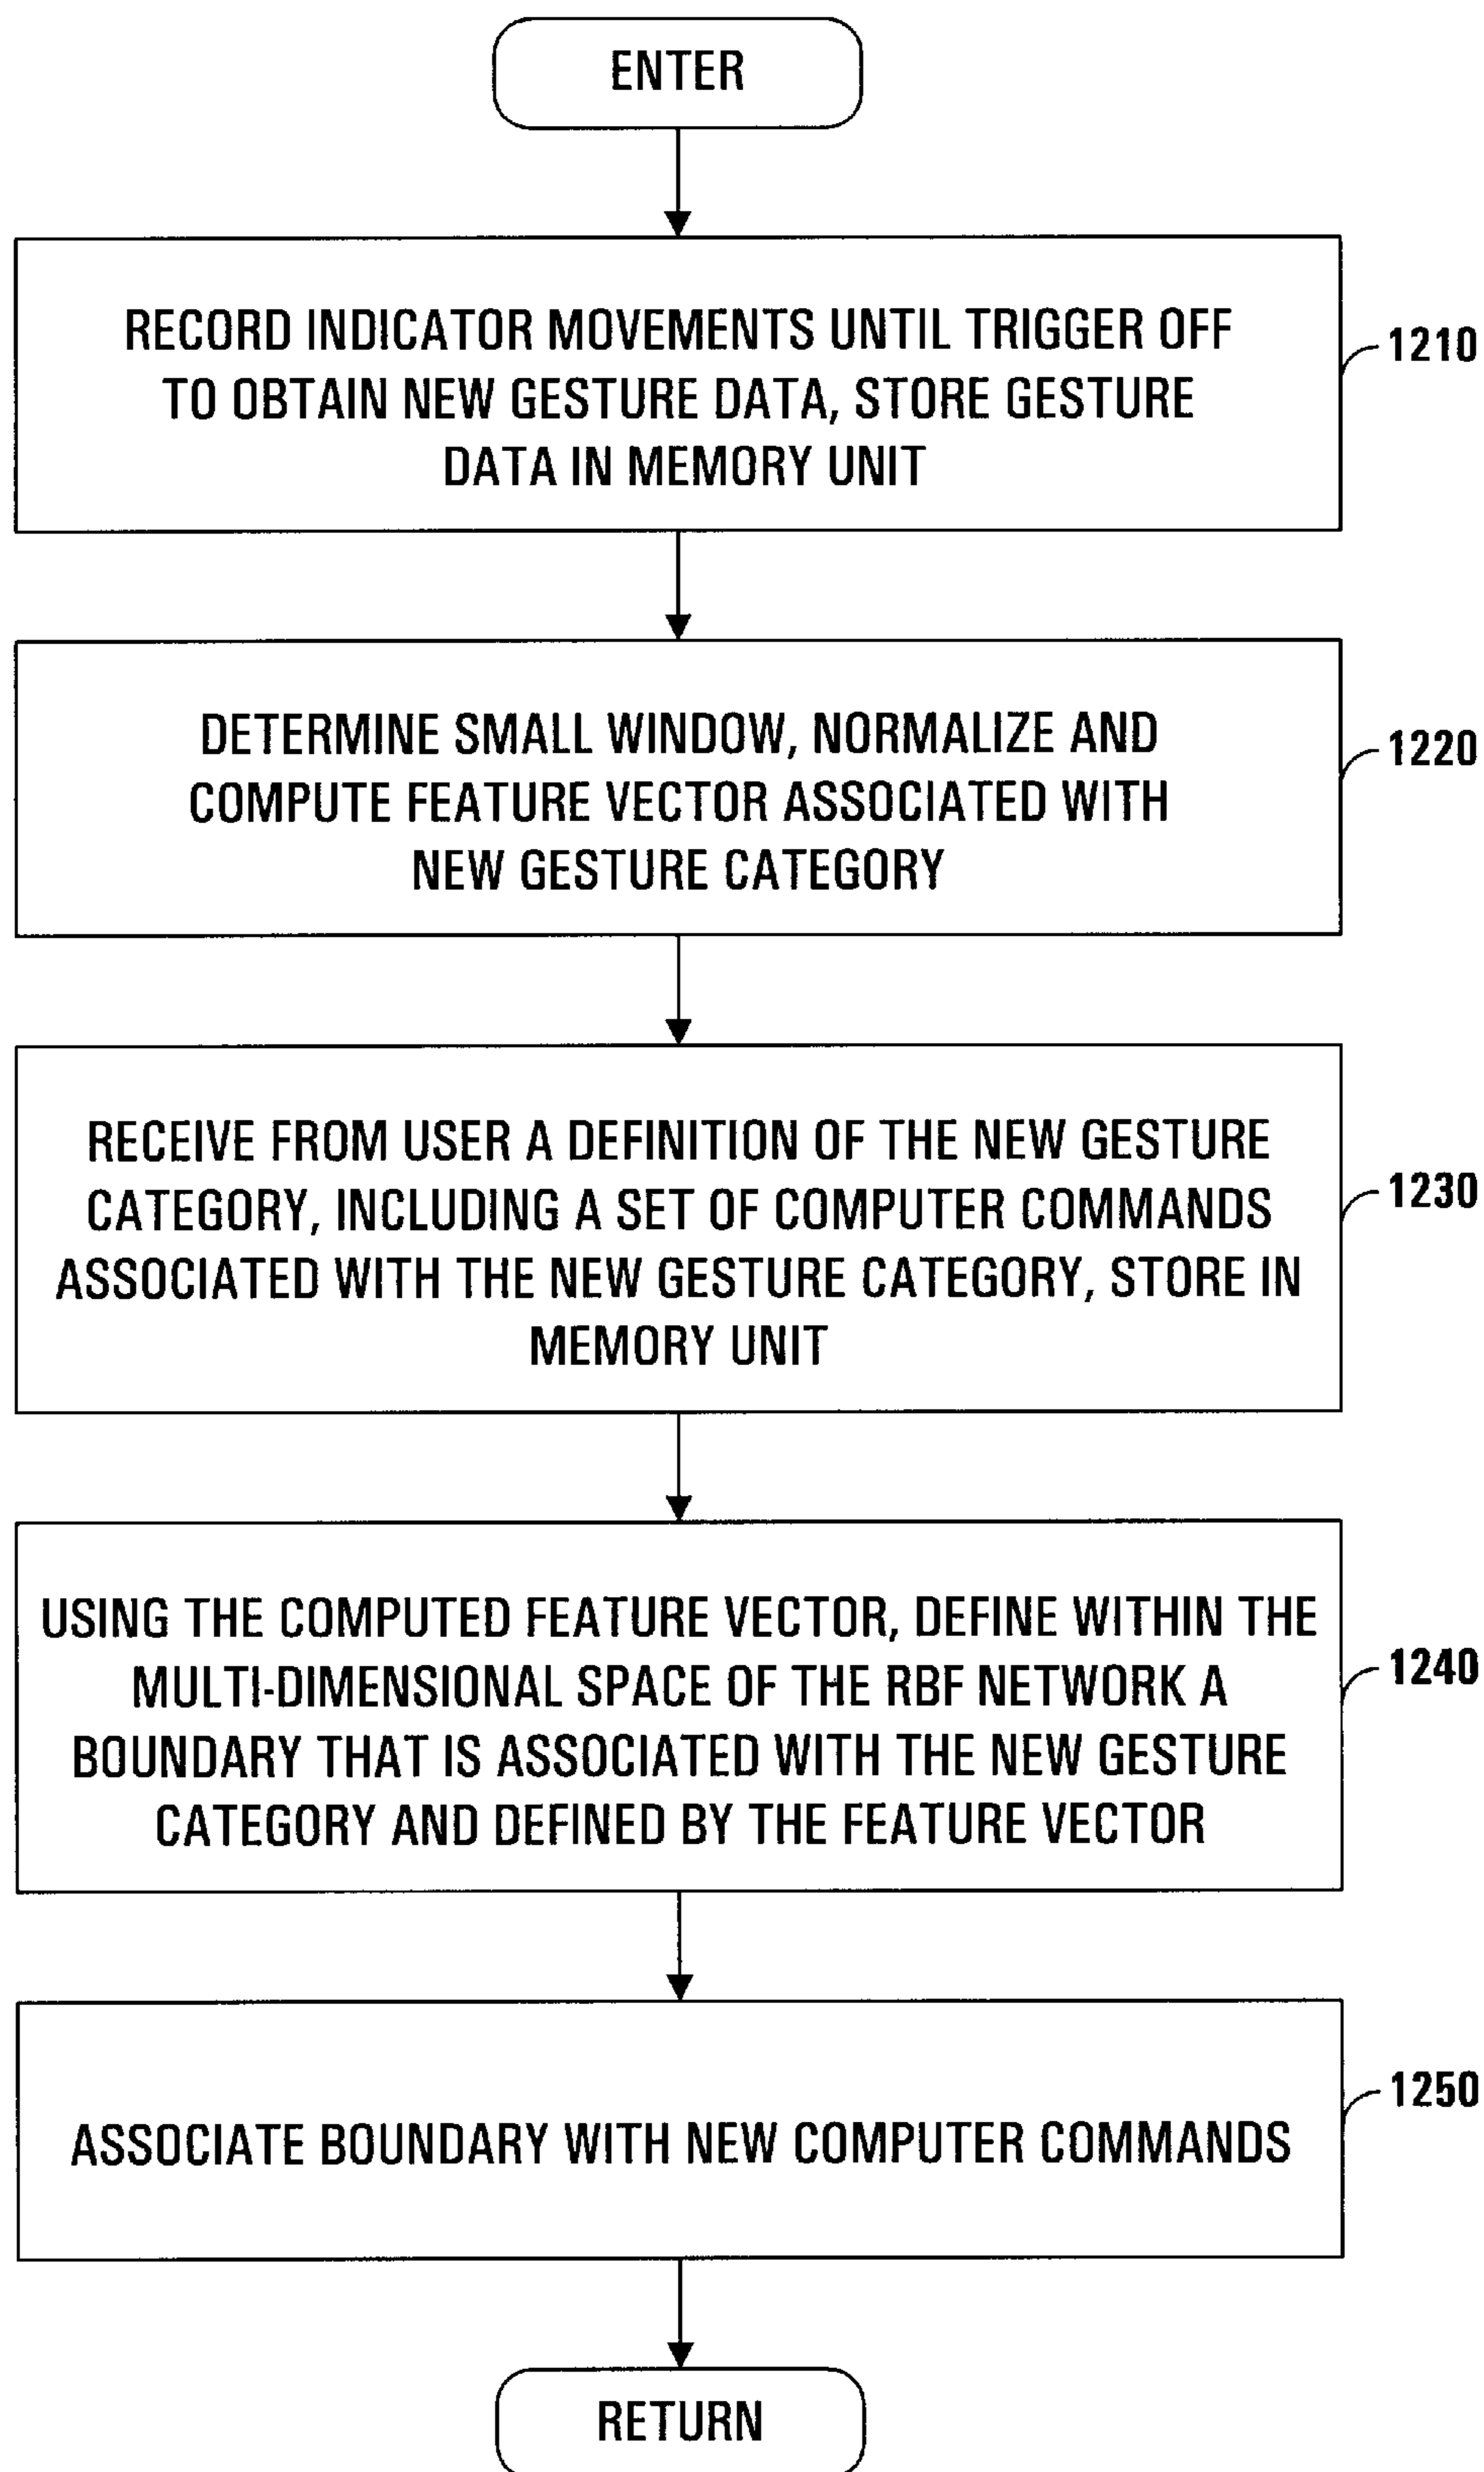 ENTER
RECORD INDICATOR MOVEMENTS UNTIL TRIGGER OFF
TO OBTAIN NEW GESTURE DATA, STORE GESTURE
DATA IN MEMORY UNIT
1210
DETERMINE SMALL WINDOW, NORMALIZE AND
COMPUTE FEATURE VECTOR ASSOCIATED WITH
NEW GESTURE CATEGORY
1220
RECEIVE FROM USER A DEFINITION OF THE NEW GESTURE
CATEGORY, INCLUDING A SET OF COMPUTER COMMANDS
ASSOCIATED WITH THE NEW GESTURE CATEGORY, STORE IN
MEMORY UNIT
1230
USING THE COMPUTED FEATURE VECTOR, DEFINE WITHIN THE
MULTI-DIMENSIONAL SPACE OF THE RBF NETWORK A
BOUNDARY THAT IS ASSOCIATED WITH THE NEW GESTURE
CATEGORY AND DEFINED BY THE FEATURE VECTOR
1240
ASSOCIATE BOUNDARY WITH NEW COMPUTER COMMANDS
1250
RETURN